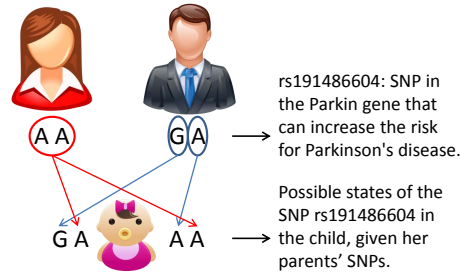 A A
G A
rs191486604: SNP in
the Parkin gene that
can increase the risk
for Parkinson's disease.
G A
A A
Possible states of the
SNP rs191486604 in
the child, given her
parents’ SNPs.